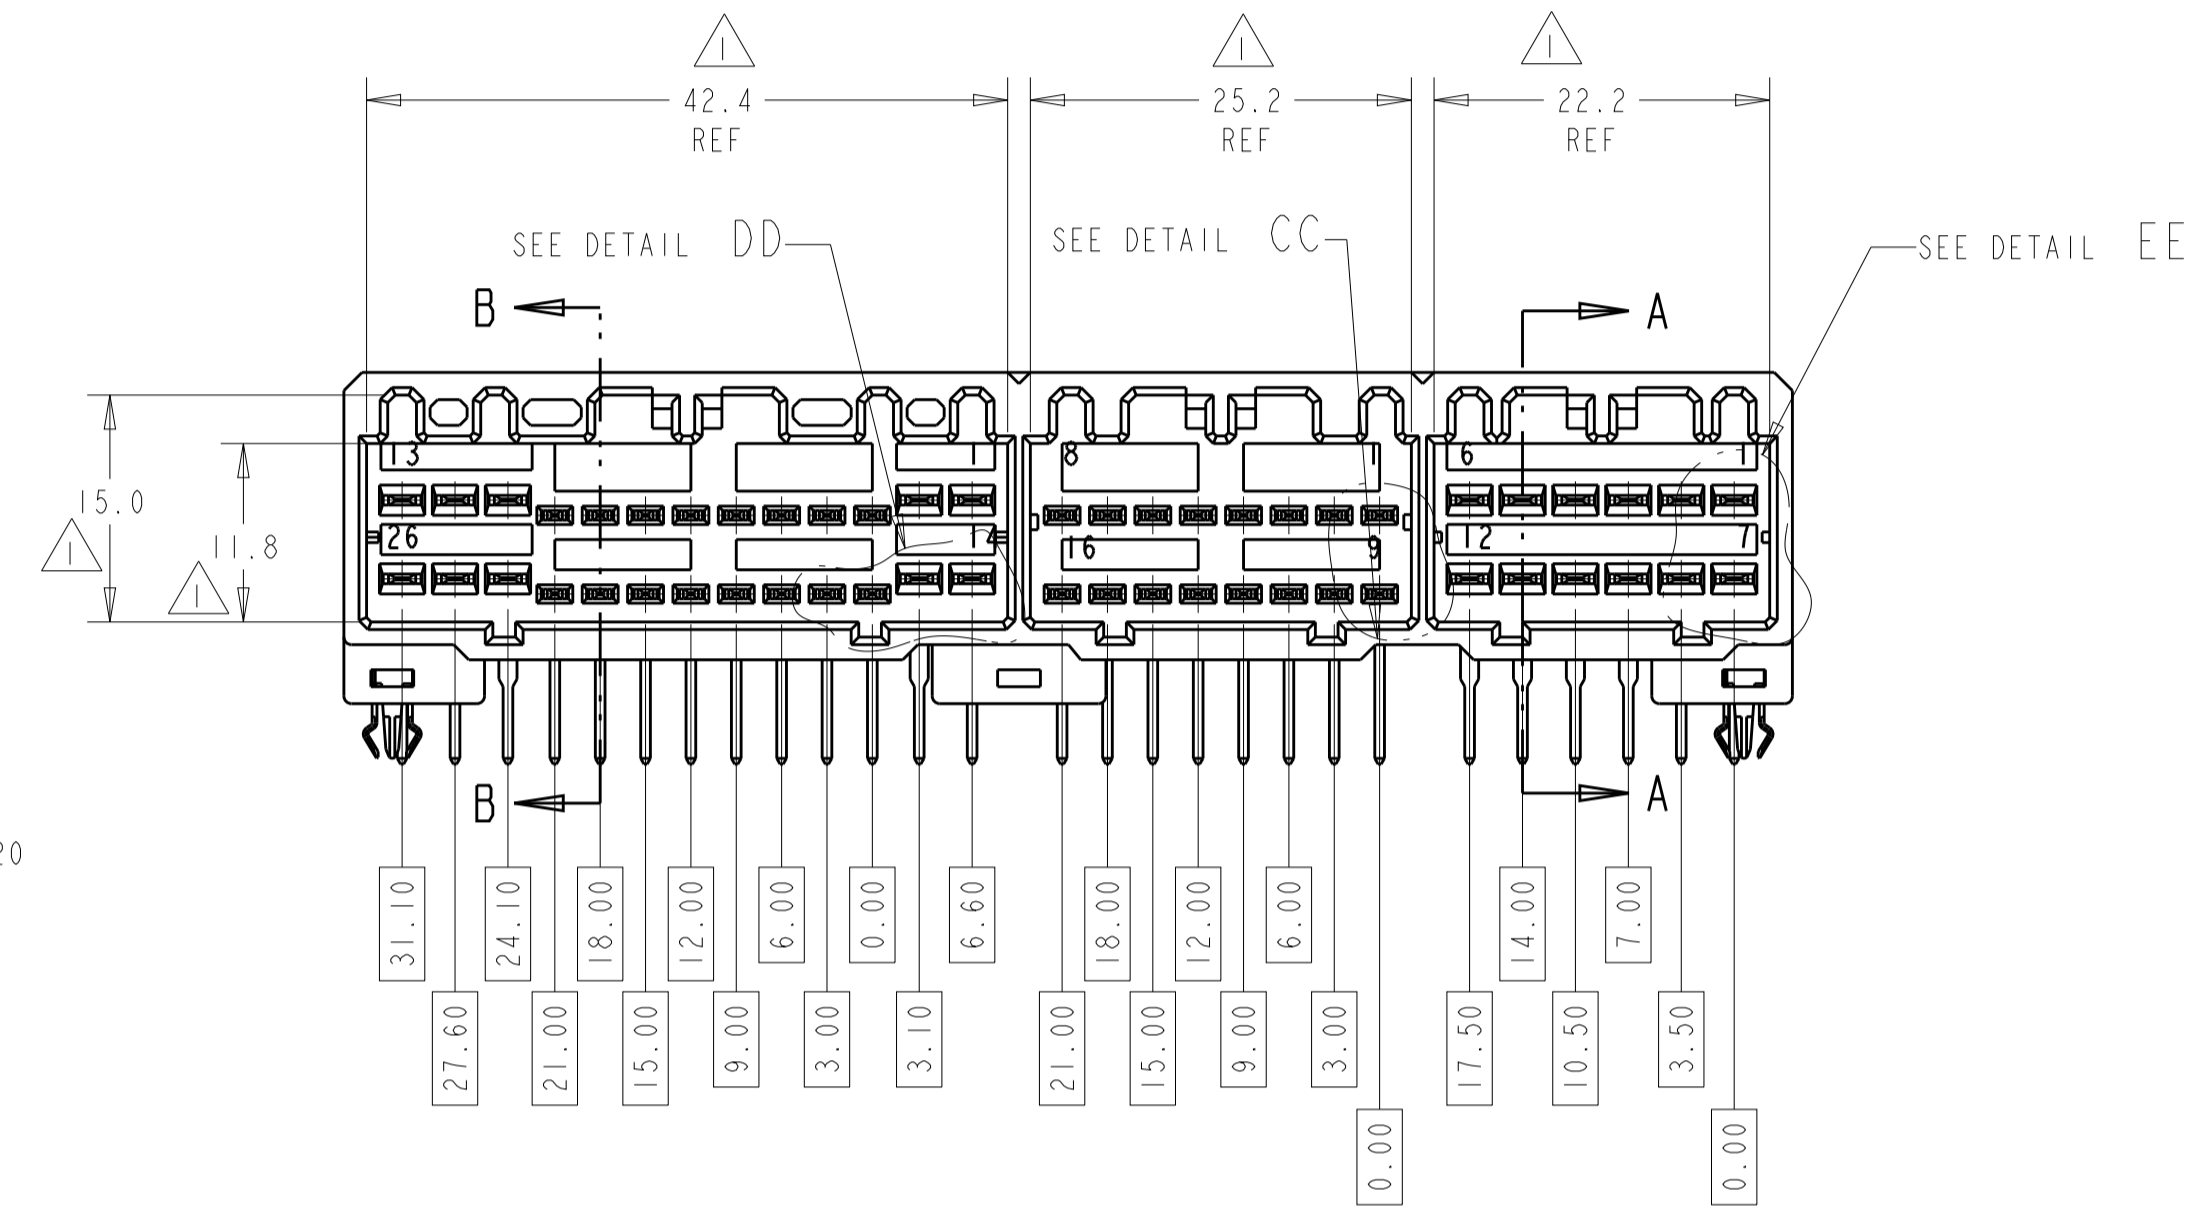 1 1 1
42.4 25.2 22.2
REF REF REF
SEE DETAIL DD SEE DETAIL CC SEE DETAIL EE
B A
13 1 8 1 6 1
15.0
26 14 16 9 12 7
1 11.8
1
B A
20
31.10 24.10 18.00 12.00 6.00 0.00 6.60 18.00 12.00 6.00 14.00 7.00
27.60 21.00 15.00 9.00 3.00 3.10 21.00 15.00 9.00 3.00 17.50 10.50 3.50
0.00 0.00